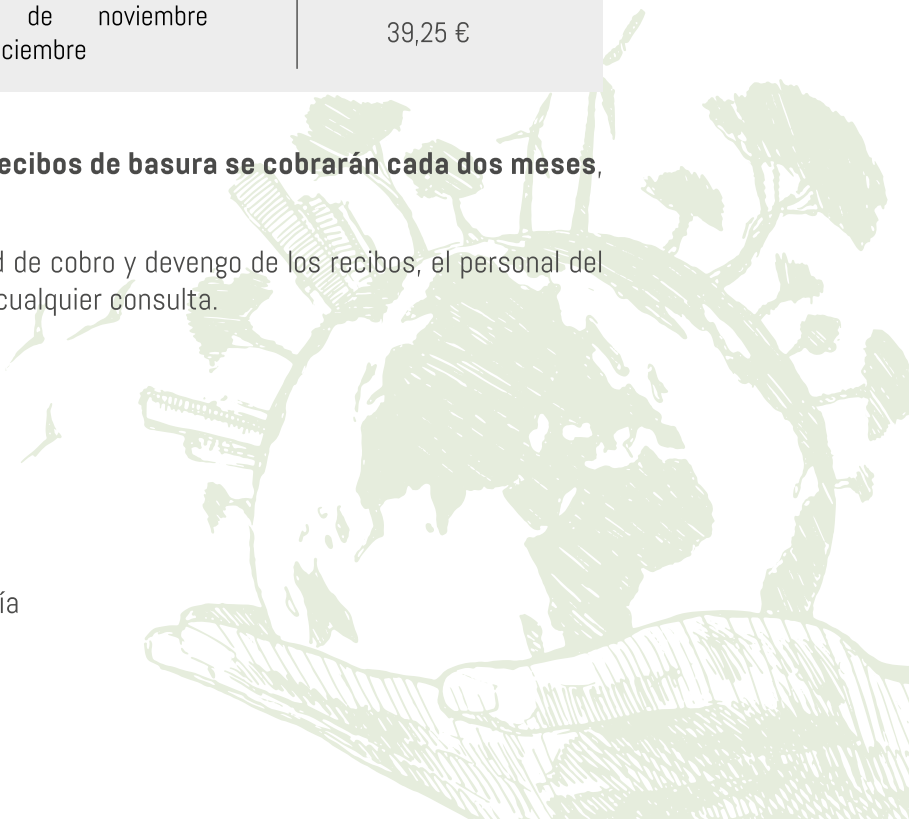 de noviembre
ciembre
39,25 €
ecibos de basura se cobrarán cada dos meses,
de cobro y devengo de los recibos, el personal del
cualquier consulta.
ía